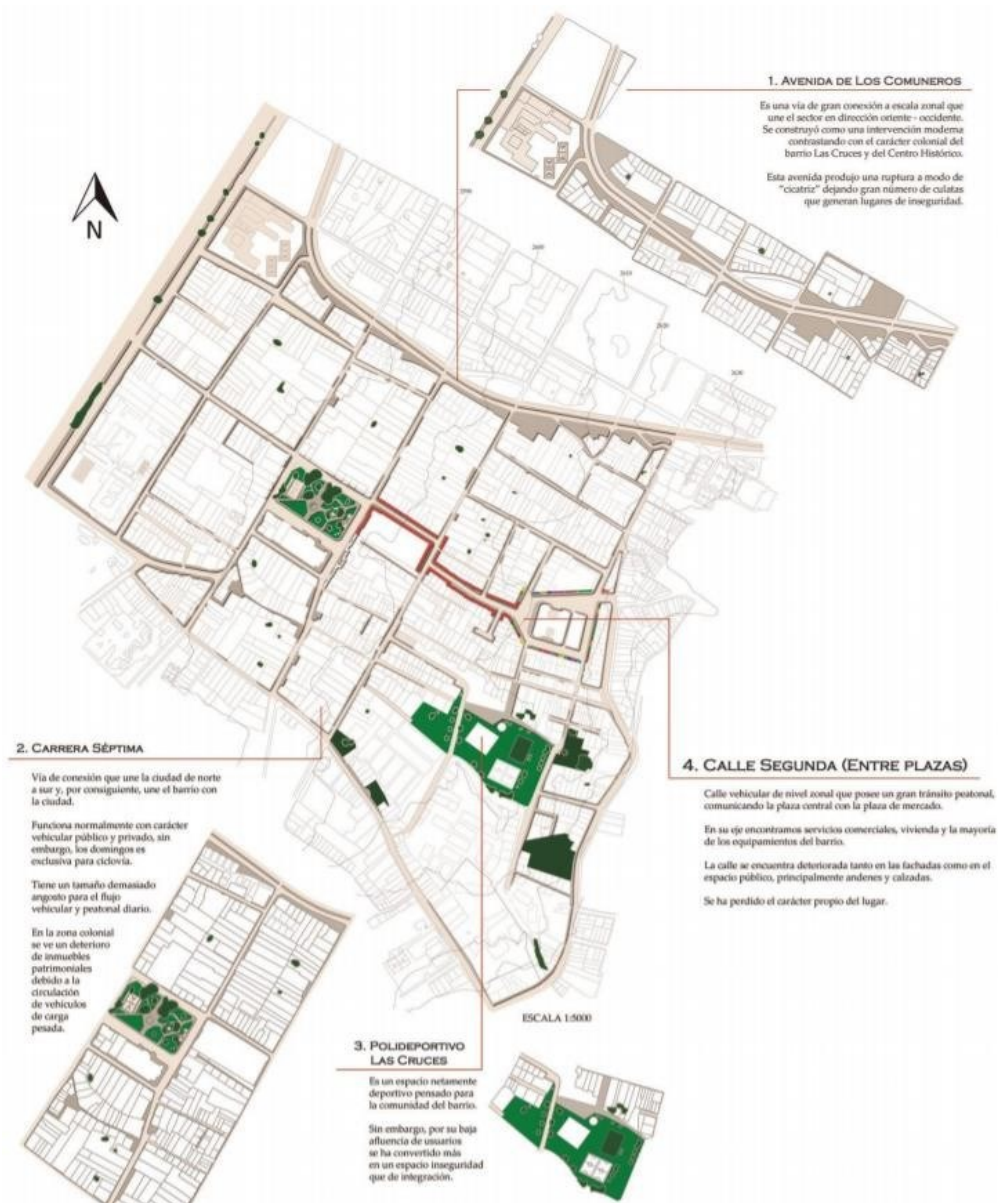 1. AVENIDA DE LOS COMUNEROS
Es una vía de gran conexión a escala zonal que
une el sector en dirección oriente - occidente.
Se construyó como una intervención moderna
contrastando con el carácter colonial del
barrio Las Cruces y del Centro Histórico.
Esta avenida produjo una ruptura a modo de
"cicatriz" dejando gran número de culatas
que generan lugares de inseguridad.
N
2. CARRERA SÉPTIMA
Vía de conexión que une la ciudad de norte
a sur y, por consiguiente, une el barrio con
la ciudad.
Funciona normalmente con carácter
vehicular público y privado, sin
embargo, los domingos es
exclusiva para ciclovía.
Tiene un tamaño demasiado
angosto para el flujo
vehicular y peatonal diario.
En la zona colonial
se ve un deterioro
de inmuebles
patrimoniales
debido a la
circulación
de vehículos
de carga
pesada.
4. CALLE SEGUNDA (ENTRE PLAZAS)
Calle vehicular de nivel zonal que posee un gran tránsito peatonal,
comunicando la plaza central con la plaza de mercado.
En su eje encontramos servicios comerciales, vivienda y la mayoría
de los equipamientos del barrio.
La calle se encuentra deteriorada tanto en las fachadas como en el
espacio público, principalmente andenes y calzadas.
Se ha perdido el carácter propio del lugar.
ESCALA 1:5000
3. POLIDEPORTIVO
LAS CRUCES
Es un espacio netamente
deportivo pensado para
la comunidad del barrio.
Sin embargo, por su baja
afluencia de usuarios
se ha convertido más
en un espacio inseguridad
que de integración.